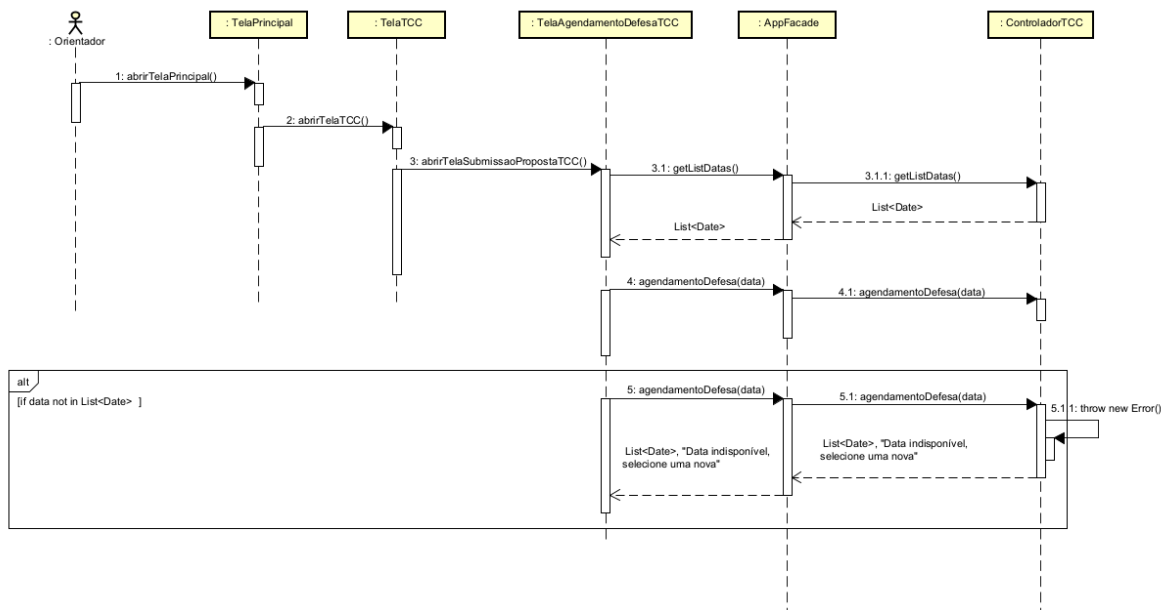 : Orientador
: TelaPrincipal
: TelaTCC
: TelaAgendamentoDefesaTCC
: AppFacade
: ControladorTCC
1: abrirTelaPrincipal()
2: abrirTelaTCC()
3: abrirTelaSubmissaoPropostaTCC()
3.1: getListDatas()
3.1.1: getListDatas()
List<Date>
List<Date>
4: agendamentoDefesa(data)
4.1: agendamentoDefesa(data)
alt
[if data not in List<Date> ]
5: agendamentoDefesa(data)
5.1: agendamentoDefesa(data)
5.1.1: throw new Error()
List<Date>, "Data indisponível,
selecione uma nova"
List<Date>, "Data indisponível,
selecione uma nova"